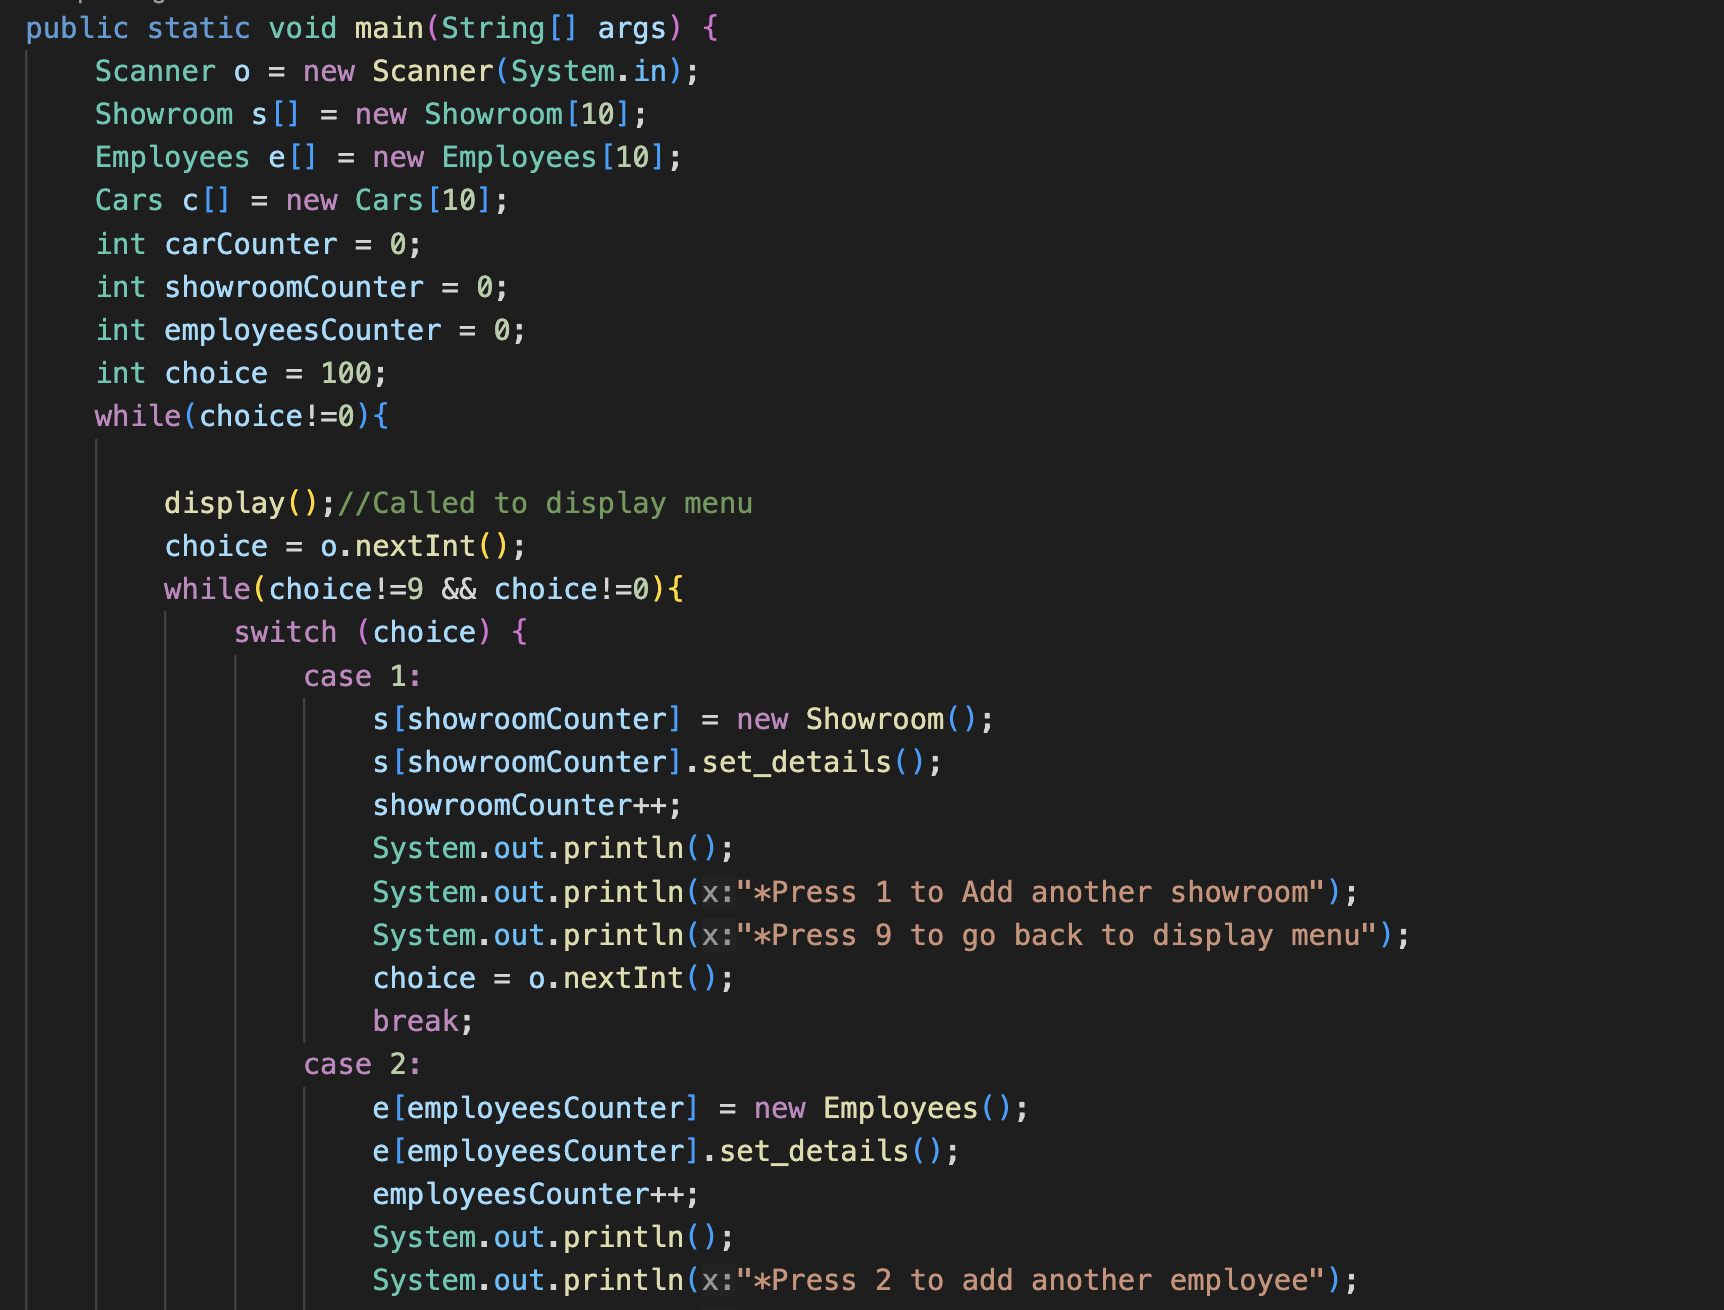 public static void main(String[] args) {
    Scanner o = new Scanner(System.in);
    Showroom s[] = new Showroom[10];
    Employees e[] = new Employees[10];
    Cars c[] = new Cars[10];
    int carCounter = 0;
    int showroomCounter = 0;
    int employeesCounter = 0;
    int choice = 100;
    while(choice!=0){

        display();//Called to display menu
        choice = o.nextInt();
        while(choice!=9 && choice!=0){
            switch (choice) {
                case 1:
                    s[showroomCounter] = new Showroom();
                    s[showroomCounter].set_details();
                    showroomCounter++;
                    System.out.println();
                    System.out.println(x:"*Press 1 to Add another showroom");
                    System.out.println(x:"*Press 9 to go back to display menu");
                    choice = o.nextInt();
                    break;
                case 2:
                    e[employeesCounter] = new Employees();
                    e[employeesCounter].set_details();
                    employeesCounter++;
                    System.out.println();
                    System.out.println(x:"*Press 2 to add another employee");